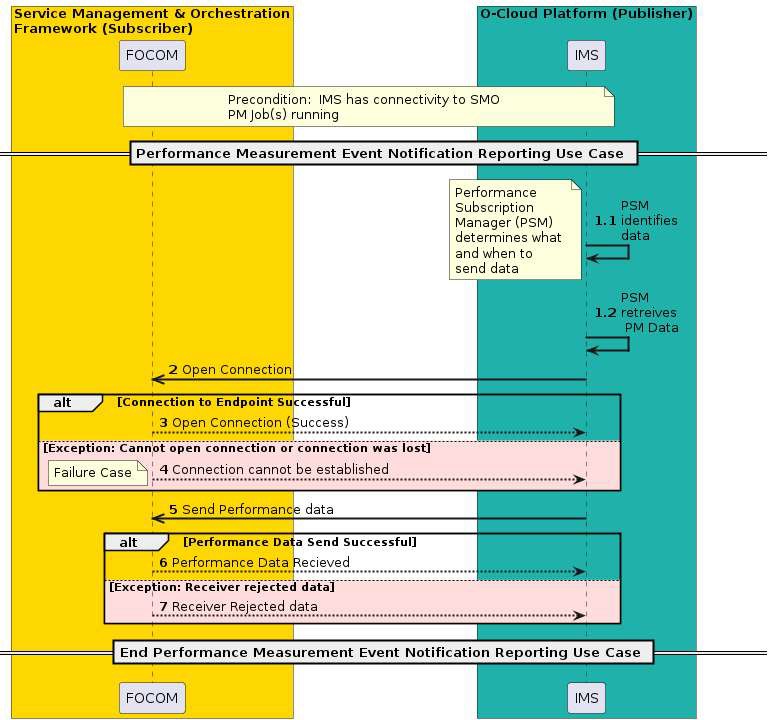 Service Management & Orchestration
Framework (Subscriber)
O-Cloud Platform (Publisher)
FOCOM
IMS
Precondition:  IMS has connectivity to SMO
PM Job(s) running
Performance Measurement Event Notification Reporting Use Case
Performance
Subscription
Manager (PSM)
determines what
and when to
send data
PSM
1.1 identifies
data
PSM
1.2 retreives
PM Data
2 Open Connection
alt [Connection to Endpoint Successful]
3 Open Connection (Success)
[Exception: Cannot open connection or connection was lost]
Failure Case
4 Connection cannot be established
5 Send Performance data
alt [Performance Data Send Successful]
6 Performance Data Recieved
[Exception: Receiver rejected data]
7 Receiver Rejected data
End Performance Measurement Event Notification Reporting Use Case
FOCOM
IMS